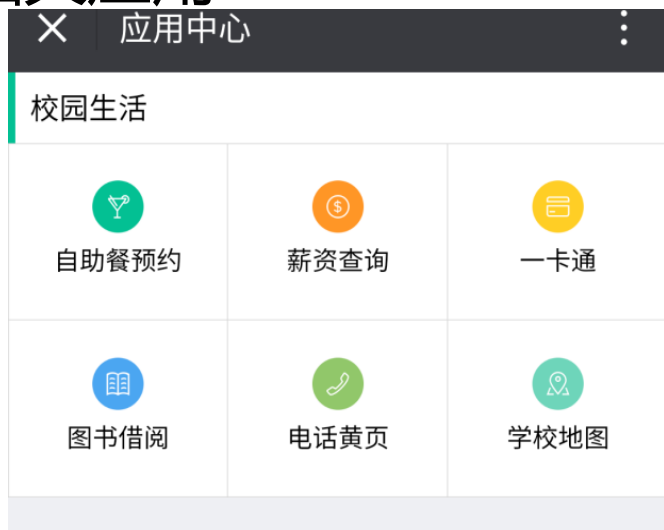 应用中心
校园生活
自助餐预约
薪资查询
一卡通
图书借阅
电话黄页
学校地图